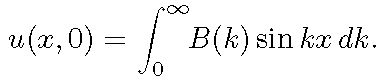 u(x, 0) = ∫₀^∞ B(k) sin kx dk.